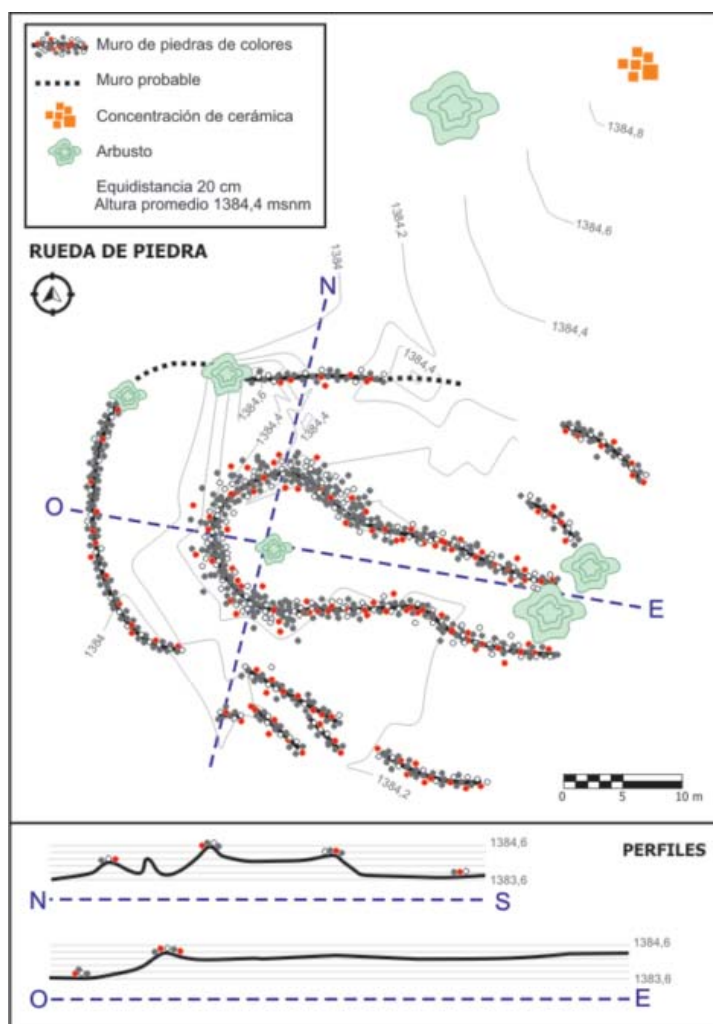 Muro de piedras de colores
Muro probable
Concentración de cerámica
Arbusto
Equidistancia 20 cm
Altura promedio 1384,4 msnm
RUEDA DE PIEDRA
1384,8
1384,6
1384,4
1384,2
1384
N
1384,4
1384,6
1384,4
1384,4
O
E
1384
1384,2
0 5 10 m
PERFILES
1384,6
1383,6
N S
1384,6
1383,6
O E